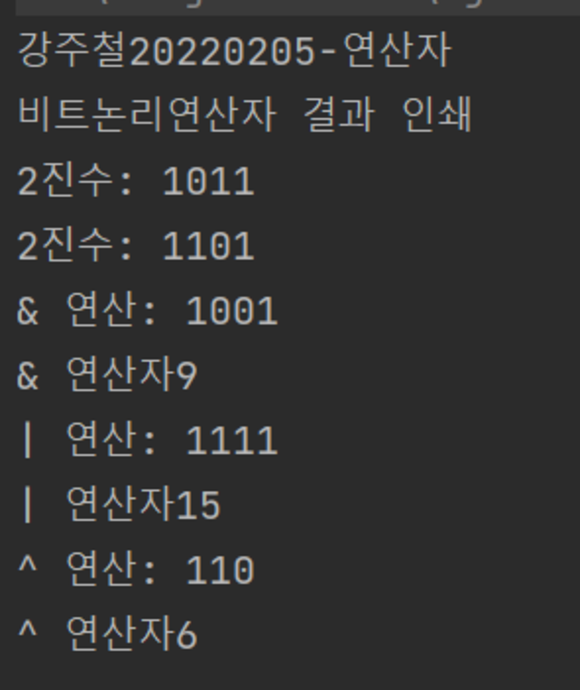 강주철20220205-연산자
비트논리연산자 결과 인쇄
2진수: 1011
2진수: 1101
& 연산: 1001
& 연산자9
| 연산: 1111
| 연산자15
^ 연산: 110
^ 연산자6